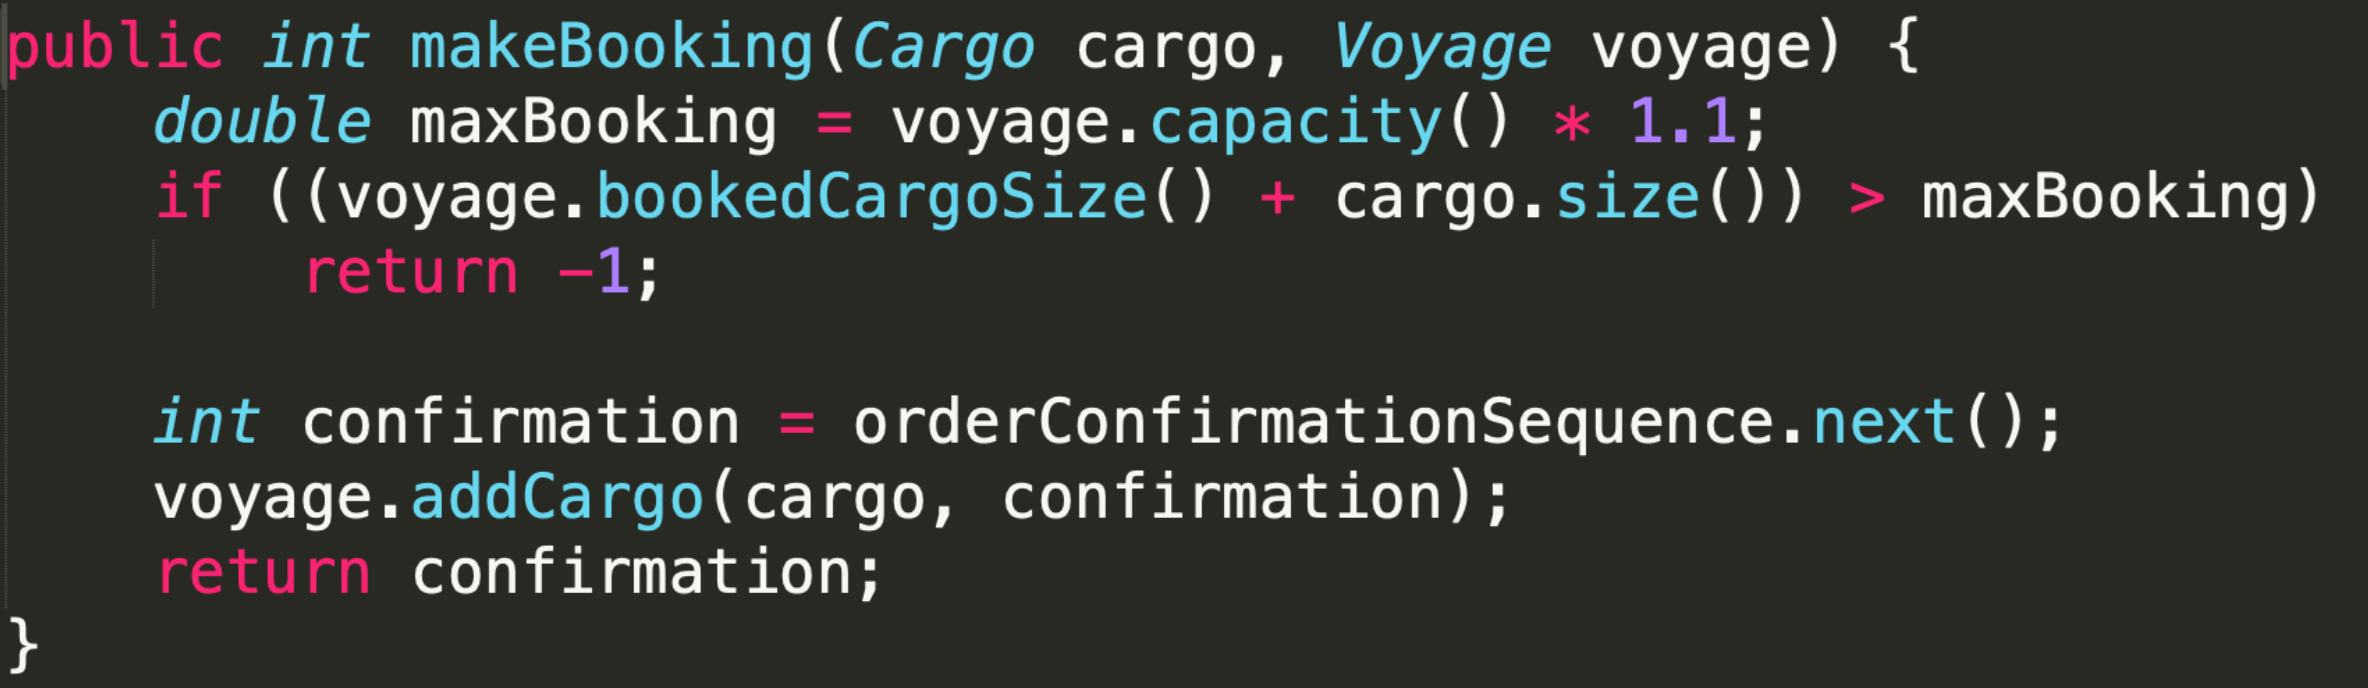 public int makeBooking(Cargo cargo, Voyage voyage) {
    double maxBooking = voyage.capacity() * 1.1;
    if ((voyage.bookedCargoSize() + cargo.size()) > maxBooking)
        return -1;

    int confirmation = orderConfirmationSequence.next();
    voyage.addCargo(cargo, confirmation);
    return confirmation;
}